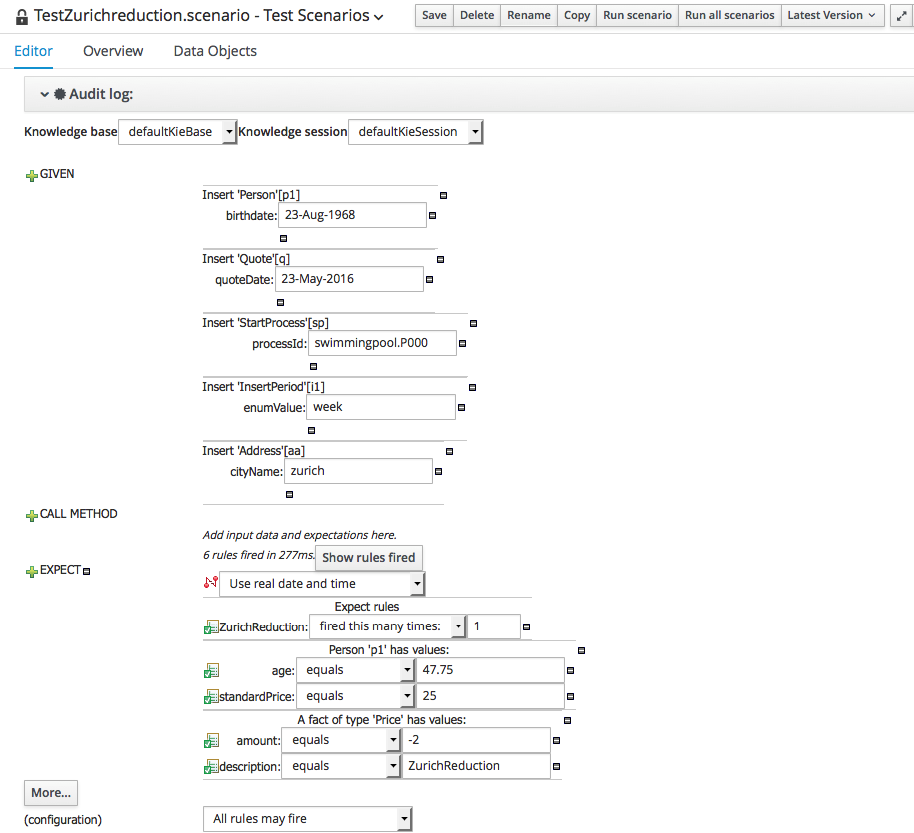 TestZurichreduction.scenario - Test Scenarios
Save Delete Rename Copy Run scenario Run all scenarios Latest Version
Editor Overview Data Objects
Audit log:
Knowledge base defaultKieBase Knowledge session defaultKieSession
GIVEN
Insert 'Person'[p1]
birthdate: 23-Aug-1968
Insert 'Quote'[q]
quoteDate: 23-May-2016
Insert 'StartProcess'[sp]
processId: swimmingpool.P000
Insert 'InsertPeriod'[i1]
enumValue: week
Insert 'Address'[aa]
cityName: zurich
CALL METHOD
Add input data and expectations here.
6 rules fired in 277ms. Show rules fired
EXPECT
Use real date and time
Expect rules
ZurichReduction: fired this many times: 1
Person 'p1' has values:
age: equals 47.75
standardPrice: equals 25
A fact of type 'Price' has values:
amount: equals -2
description: equals ZurichReduction
More...
(configuration) All rules may fire